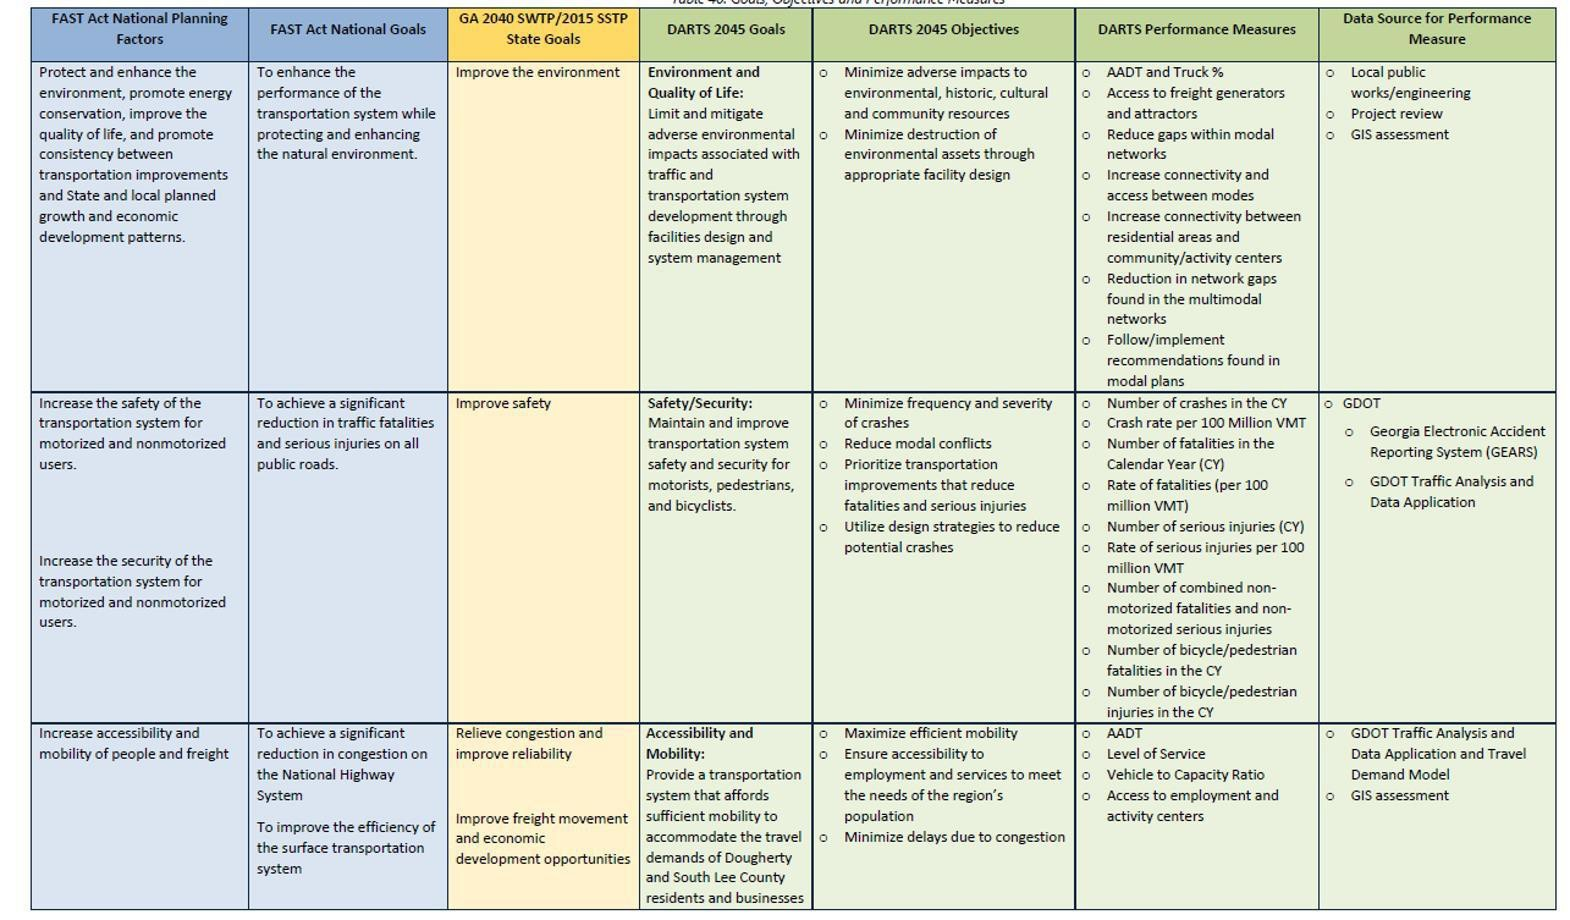 Table 40: Goals, Objectives and Performance Measures
FAST Act National Planning
Factors
FAST Act National Goals
GA 2040 SWTP/2015 SSTP
State Goals
DARTS 2045 Goals
DARTS 2045 Objectives
DARTS Performance Measures
Data Source for Performance
Measure
Protect and enhance the
environment, promote energy
conservation, improve the
quality of life, and promote
consistency between
transportation improvements
and State and local planned
growth and economic
development patterns.
To enhance the
performance of the
transportation system while
protecting and enhancing
the natural environment.
Improve the environment
Environment and
Quality of Life:
Limit and mitigate
adverse environmental
impacts associated with
traffic and
transportation system
development through
facilities design and
system management
o Minimize adverse impacts to
environmental, historic, cultural
and community resources
o Minimize destruction of
environmental assets through
appropriate facility design
o AADT and Truck %
o Access to freight generators
and attractors
o Reduce gaps within modal
networks
o Increase connectivity and
access between modes
o Increase connectivity between
residential areas and
community/activity centers
o Reduction in network gaps
found in the multimodal
networks
o Follow/implement
recommendations found in
modal plans
o Local public
works/engineering
o Project review
o GIS assessment
Increase the safety of the
transportation system for
motorized and nonmotorized
users.
Increase the security of the
transportation system for
motorized and nonmotorized
users.
To achieve a significant
reduction in traffic fatalities
and serious injuries on all
public roads.
Improve safety
Safety/Security:
Maintain and improve
transportation system
safety and security for
motorists, pedestrians,
and bicyclists.
o Minimize frequency and severity
of crashes
o Reduce modal conflicts
o Prioritize transportation
improvements that reduce
fatalities and serious injuries
o Utilize design strategies to reduce
potential crashes
o Number of crashes in the CY
o Crash rate per 100 Million VMT
o Number of fatalities in the
Calendar Year (CY)
o Rate of fatalities (per 100
million VMT)
o Number of serious injuries (CY)
o Rate of serious injuries per 100
million VMT
o Number of combined non-
motorized fatalities and non-
motorized serious injuries
o Number of bicycle/pedestrian
fatalities in the CY
o Number of bicycle/pedestrian
injuries in the CY
o GDOT
o Georgia Electronic Accident
Reporting System (GEARS)
o GDOT Traffic Analysis and
Data Application
Increase accessibility and
mobility of people and freight
To achieve a significant
reduction in congestion on
the National Highway
System
To improve the efficiency of
the surface transportation
system
Relieve congestion and
improve reliability
Improve freight movement
and economic
development opportunities
Accessibility and
Mobility:
Provide a transportation
system that affords
sufficient mobility to
accommodate the travel
demands of Dougherty
and South Lee County
residents and businesses
o Maximize efficient mobility
o Ensure accessibility to
employment and services to meet
the needs of the region's
population
o Minimize delays due to congestion
o AADT
o Level of Service
o Vehicle to Capacity Ratio
o Access to employment and
activity centers
o GDOT Traffic Analysis and
Data Application and Travel
Demand Model
o GIS assessment